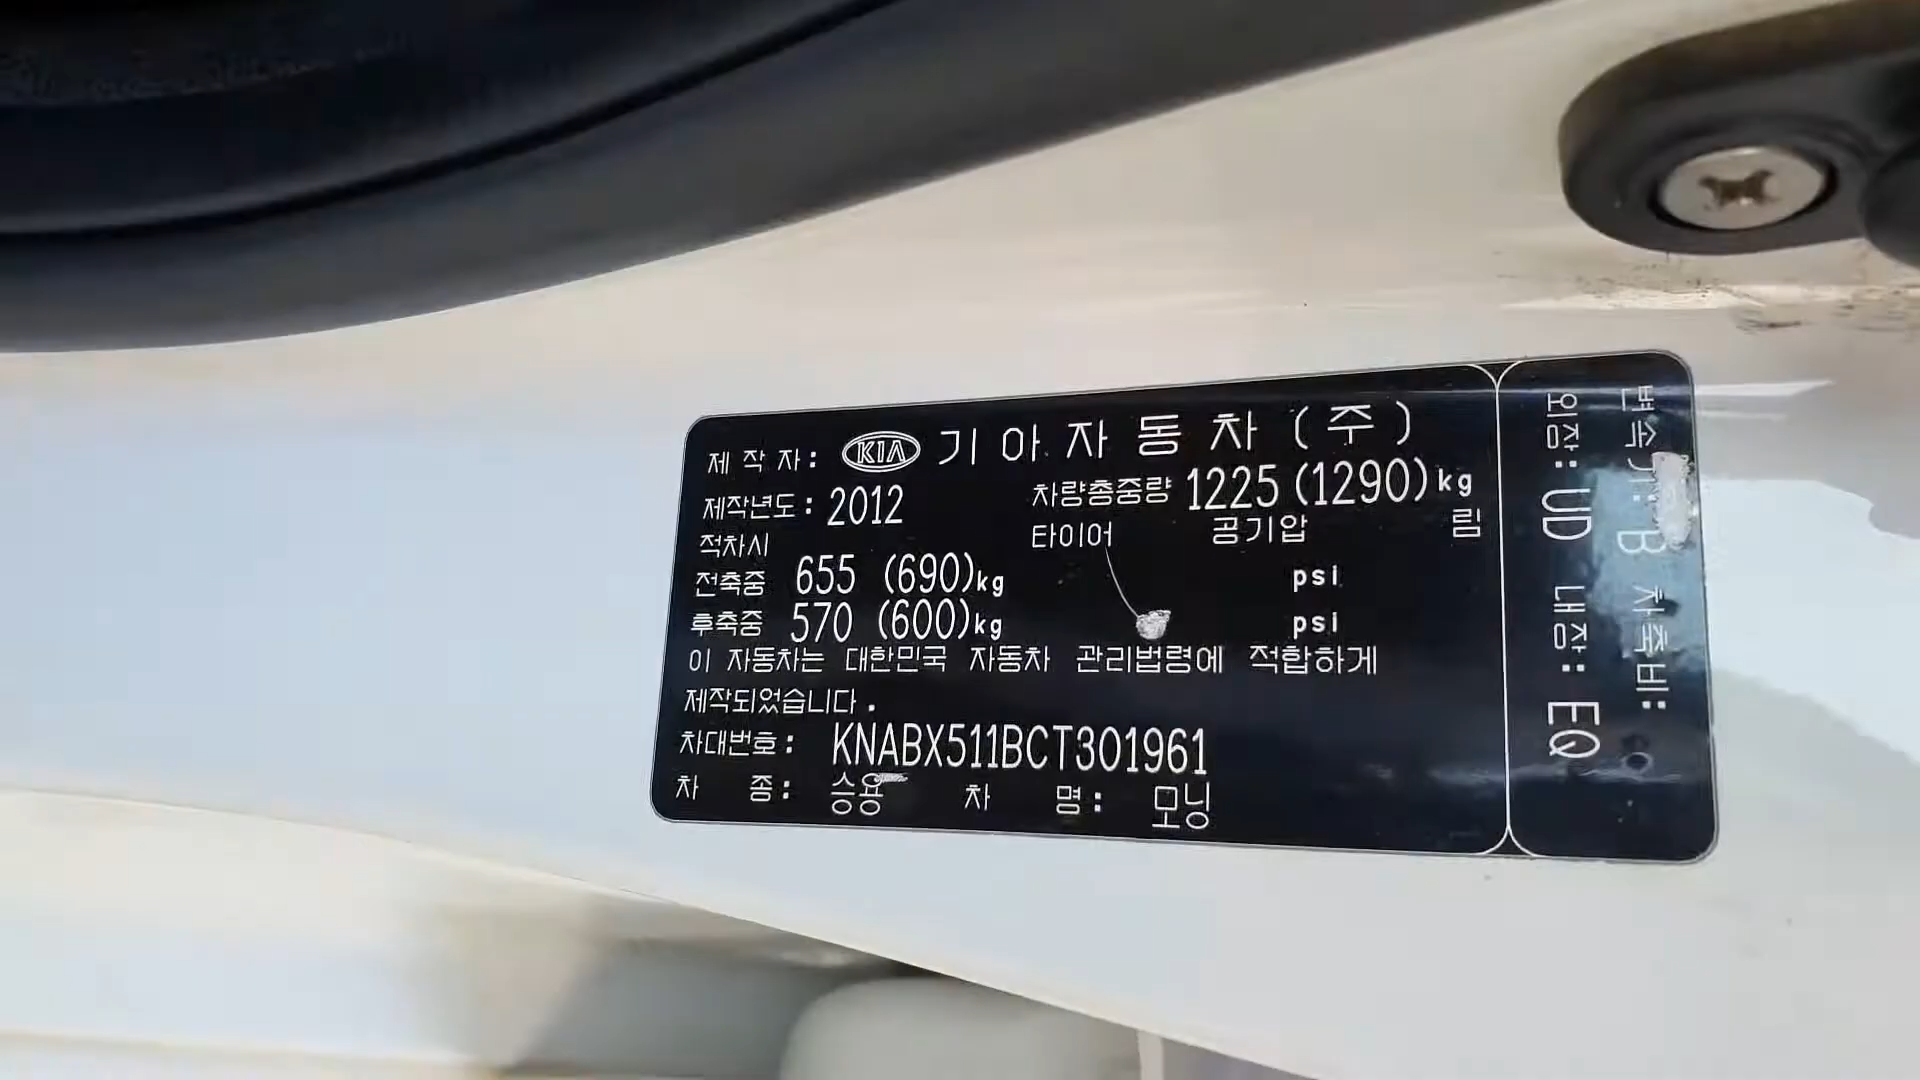 제 작 자 : KIA 기 아 자 동 차 ( 주 )
제작년도 : 2012 차량총중량 1225 (1290) kg
적차시 타이어 공기압 림
전축중 655 (690)kg psi
후축중 570 (600)kg psi
이 자동차는 대한민국 자동차 관리법령에 적합하게
제작되었습니다 .
차대번호 : KNABX511BCT301961
차 종 : 승용 차 명 : 모닝
변속기: B 차축비:
외장: UD 내장: EQ